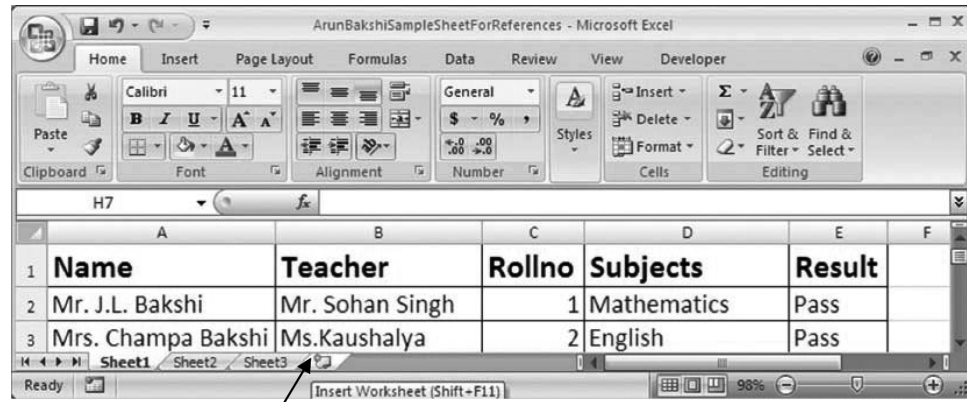 ArunBakshiSampleSheetForReferences - Microsoft Excel
Home Insert Page Layout Formulas Data Review View Developer
Calibri 11 General Insert Σ
B I U A A $ % , Delete
Paste Styles Format Sort & Filter Find & Select
Clipboard Font Alignment Number Cells Editing
H7 fx
A B C D E F
1 Name Teacher Rollno Subjects Result
2 Mr. J.L. Bakshi Mr. Sohan Singh 1 Mathematics Pass
3 Mrs. Champa Bakshi Ms.Kaushalya 2 English Pass
Sheet1 Sheet2 Sheet3
Ready Insert Worksheet (Shift+F11) 98%